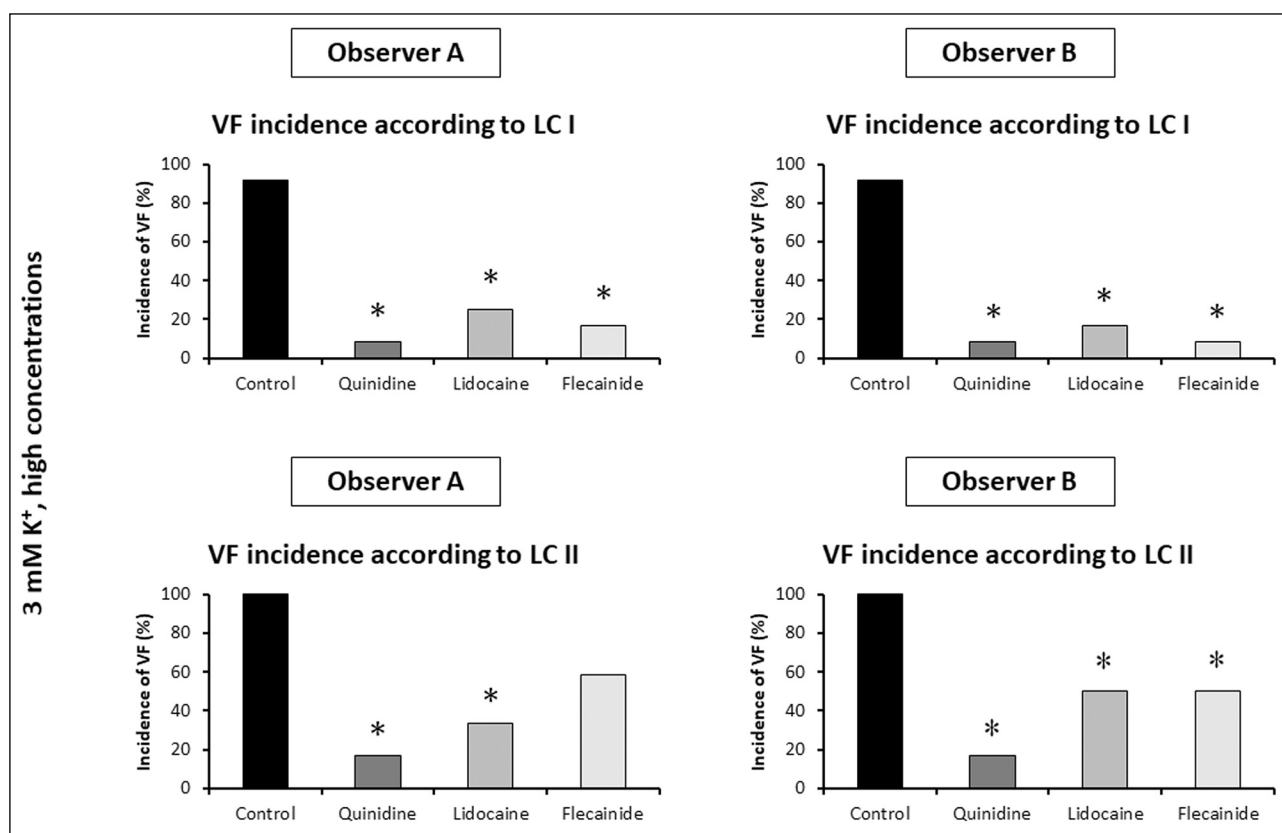 3 mM K⁺, high concentrations
Observer A
VF incidence according to LC I
Incidence of VF (%)
100
80
60
40
20
0
* * *
Control Quinidine Lidocaine Flecainide
Observer B
VF incidence according to LC I
Incidence of VF (%)
100
80
60
40
20
0
* * *
Control Quinidine Lidocaine Flecainide
Observer A
VF incidence according to LC II
Incidence of VF (%)
100
80
60
40
20
0
* *
Control Quinidine Lidocaine Flecainide
Observer B
VF incidence according to LC II
Incidence of VF (%)
100
80
60
40
20
0
* * *
Control Quinidine Lidocaine Flecainide